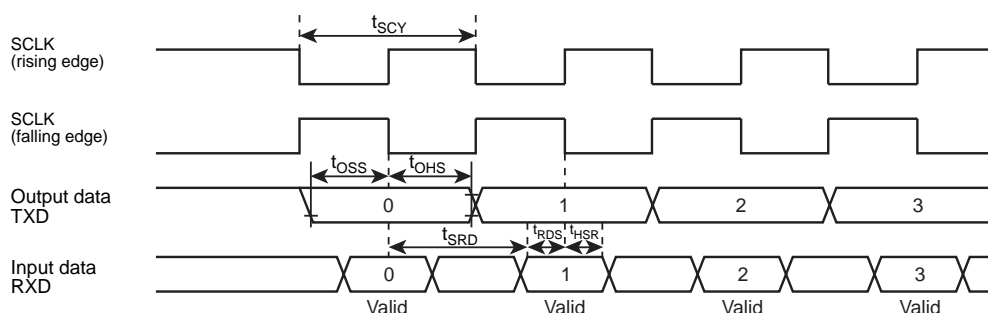 tSCY
SCLK
(rising edge)
SCLK
(falling edge)
tOSS
tOHS
Output data
TXD
0
1
2
3
tSRD
tRDS
tHSR
Input data
RXD
0
1
2
3
Valid
Valid
Valid
Valid